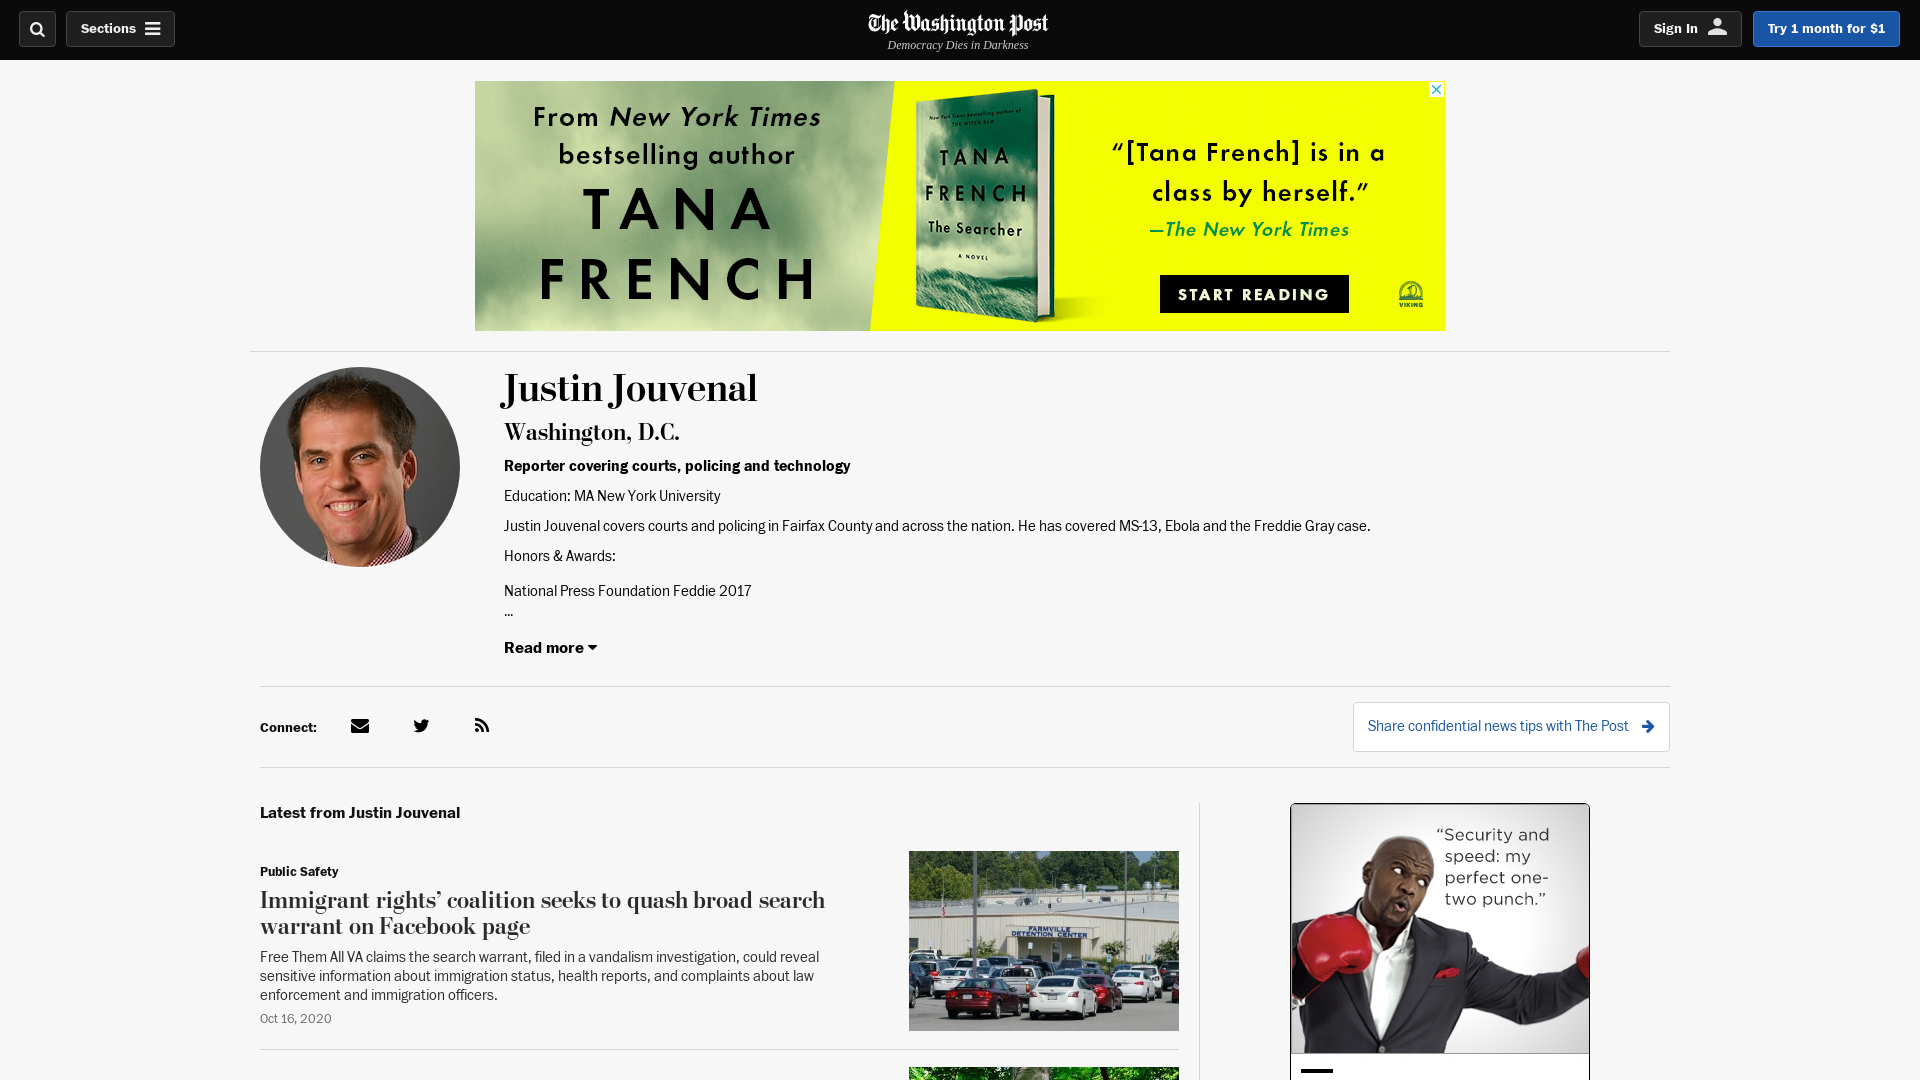 Sections
The Washington Post
Democracy Dies in Darkness
Sign In
Try 1 month for $1
From New York Times
bestselling author
TANA
FRENCH
New York Times bestselling author of
THE WITCH ELM
TANA
FRENCH
The Searcher
A NOVEL
“[Tana French] is in a
class by herself.”
—The New York Times
START READING
VIKING
Justin Jouvenal
Washington, D.C.
Reporter covering courts, policing and technology
Education: MA New York University
Justin Jouvenal covers courts and policing in Fairfax County and across the nation. He has covered MS-13, Ebola and the Freddie Gray case.
Honors & Awards:
National Press Foundation Feddie 2017
...
Read more
Connect:
Share confidential news tips with The Post
Latest from Justin Jouvenal
Public Safety
Immigrant rights’ coalition seeks to quash broad search
warrant on Facebook page
Free Them All VA claims the search warrant, filed in a vandalism investigation, could reveal
sensitive information about immigration status, health reports, and complaints about law
enforcement and immigration officers.
Oct 16, 2020
FARMVILLE
DETENTION CENTER
“Security and
speed: my
perfect one-
two punch.”